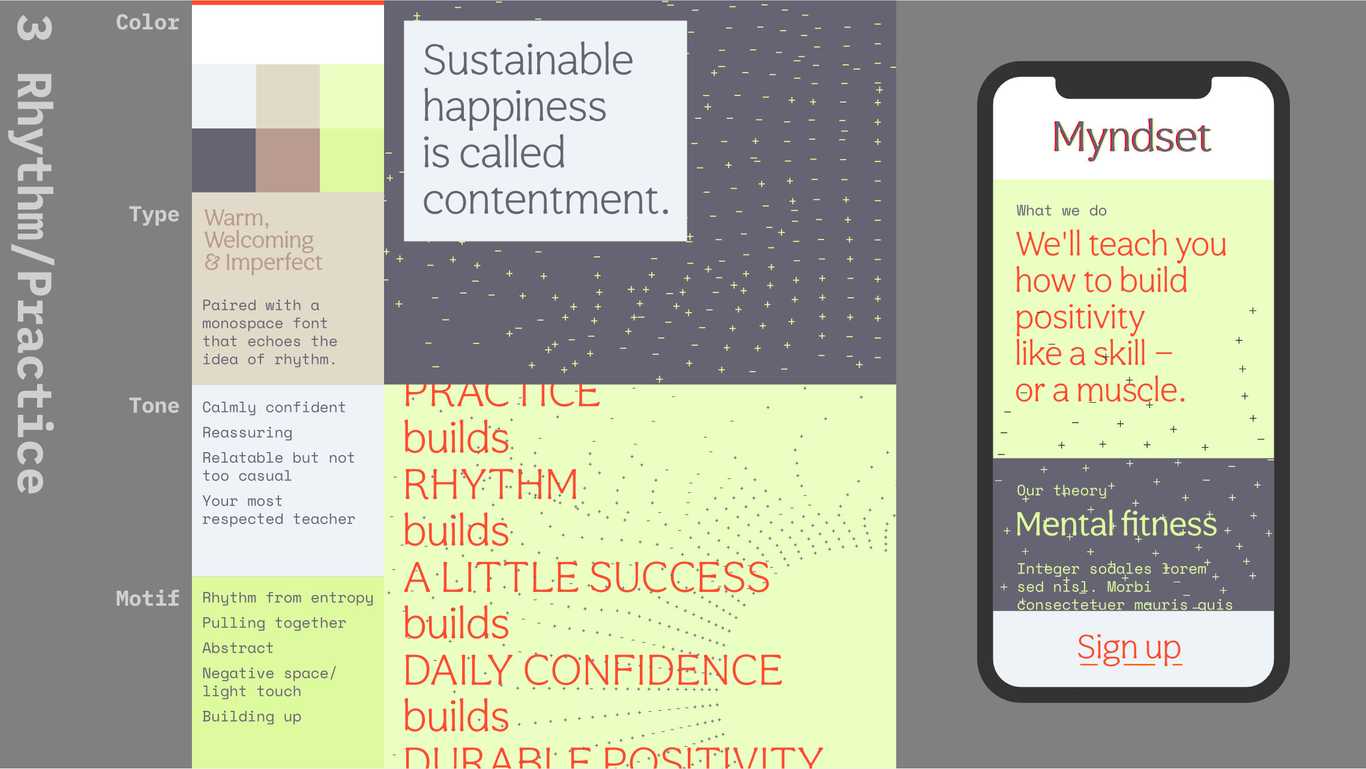 3 Rhythm/Practice
Color
Type
Warm,
Welcoming
& Imperfect
Paired with a
monospace font
that echoes the
idea of rhythm.
Tone
Calmly confident
Reassuring
Relatable but not
too casual
Your most
respected teacher
Motif
Rhythm from entropy
Pulling together
Abstract
Negative space/
light touch
Building up
Sustainable
happiness
is called
contentment.
PRACTICE
builds
RHYTHM
builds
A LITTLE SUCCESS
builds
DAILY CONFIDENCE
builds
DURABLE POSITIVITY
Myndset
What we do
We'll teach you
how to build
positivity
like a skill –
or a muscle.
Our theory
Mental fitness
Integer sodales lorem
sed nisl. Morbi
consectetuer mauris quis
Sign up